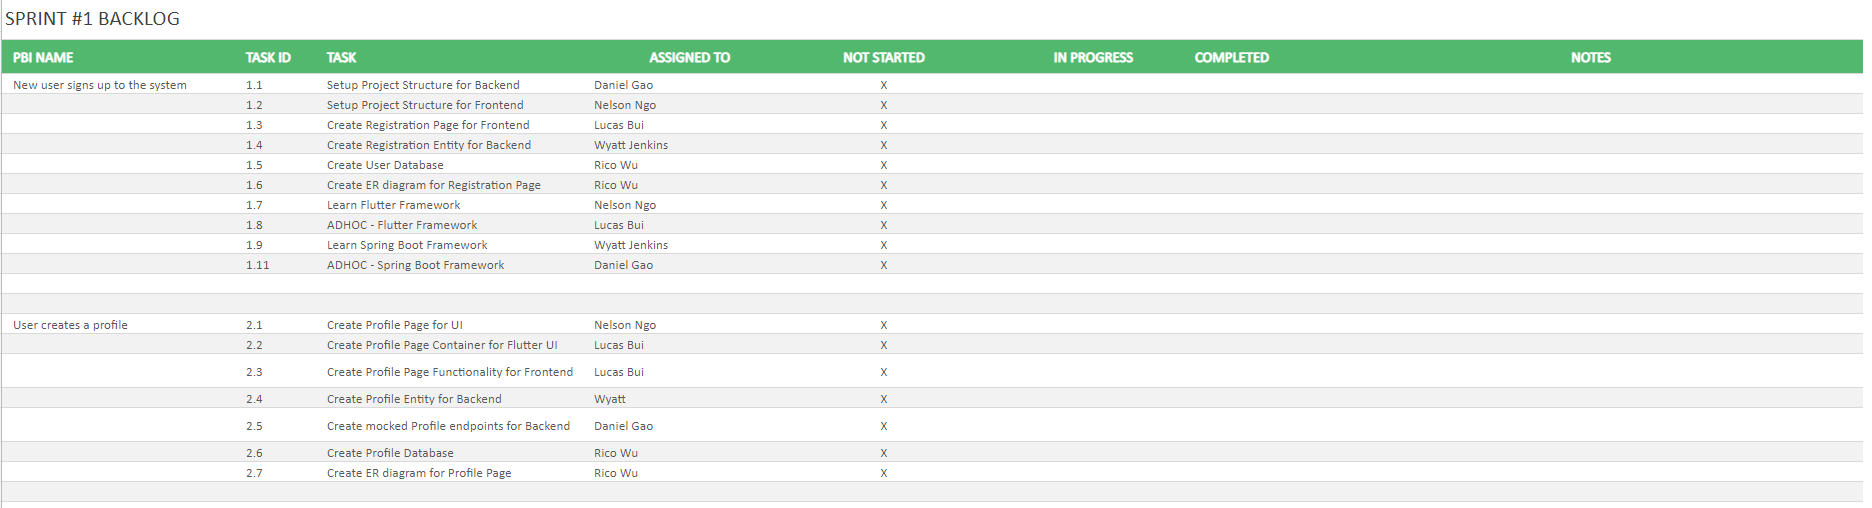 SPRINT #1 BACKLOG
PBI NAME TASK ID TASK ASSIGNED TO NOT STARTED IN PROGRESS COMPLETED NOTES
New user signs up to the system 1.1 Setup Project Structure for Backend Daniel Gao X
1.2 Setup Project Structure for Frontend Nelson Ngo X
1.3 Create Registration Page for Frontend Lucas Bui X
1.4 Create Registration Entity for Backend Wyatt Jenkins X
1.5 Create User Database Rico Wu X
1.6 Create ER diagram for Registration Page Rico Wu X
1.7 Learn Flutter Framework Nelson Ngo X
1.8 ADHOC - Flutter Framework Lucas Bui X
1.9 Learn Spring Boot Framework Wyatt Jenkins X
1.11 ADHOC - Spring Boot Framework Daniel Gao X
User creates a profile 2.1 Create Profile Page for UI Nelson Ngo X
2.2 Create Profile Page Container for Flutter UI Lucas Bui X
2.3 Create Profile Page Functionality for Frontend Lucas Bui X
2.4 Create Profile Entity for Backend Wyatt X
2.5 Create mocked Profile endpoints for Backend Daniel Gao X
2.6 Create Profile Database Rico Wu X
2.7 Create ER diagram for Profile Page Rico Wu X